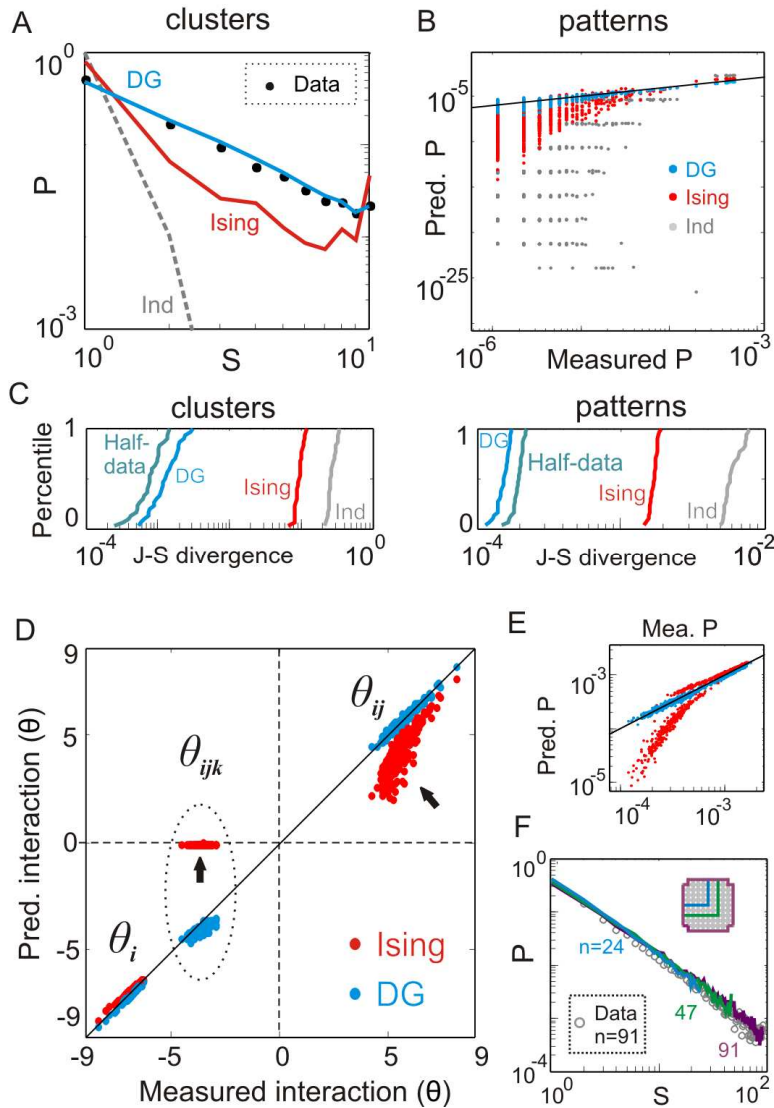 A
clusters
10^0
DG
Data
P
Ising
Ind
10^-3
10^0
S
10^1
B
patterns
10^-5
Pred. P
DG
Ising
Ind
10^-25
10^-6
Measured P
10^-3
C
clusters
1
Percentile
Half-
data
DG
Ising
Ind
0
10^-4
J-S divergence
10^0
patterns
1
DG
Half-data
Ising
Ind
0
10^-4
J-S divergence
10^-2
D
9
θ_ij
5
θ_ijk
Pred. interaction (θ)
0
-5
θ_i
Ising
DG
-9
-9
-5
0
5
9
Measured interaction (θ)
E
Mea. P
10^-3
Pred. P
10^-5
10^-4
10^-3
F
10^0
P
n=24
Data
n=91
47
91
10^-4
10^0
S
10^2